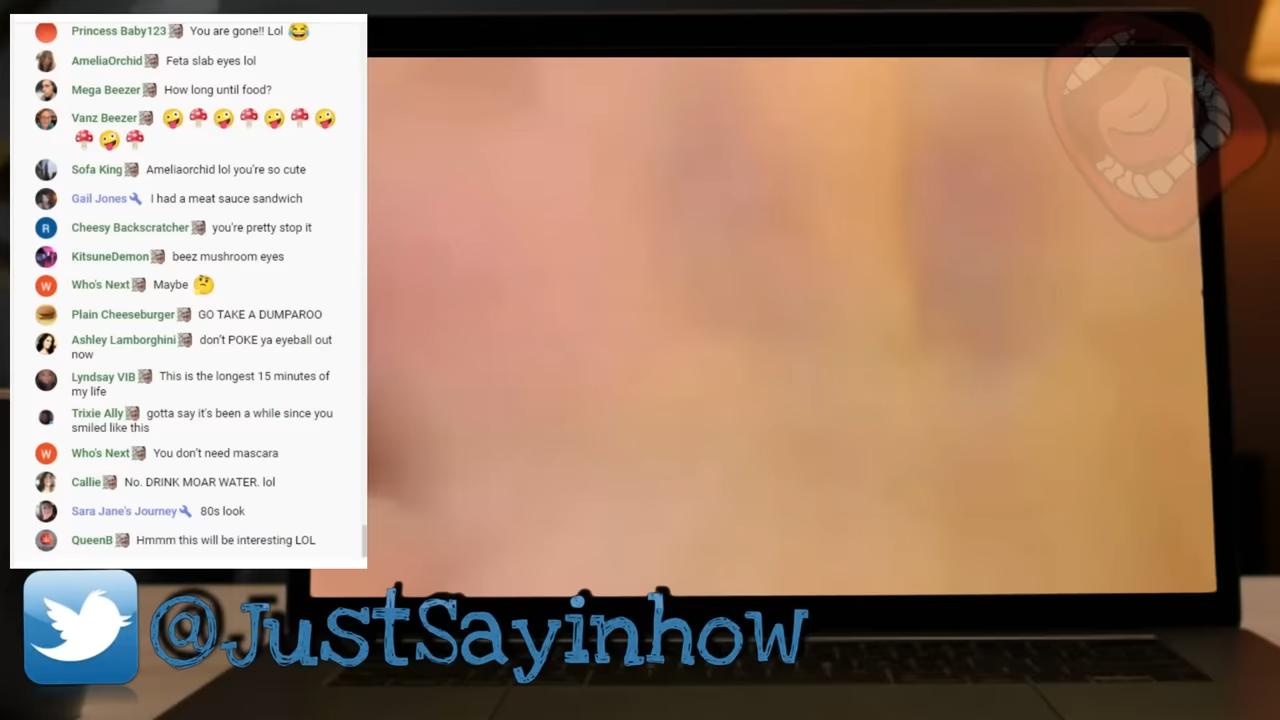 Princess Baby123 You are gone!! Lol 😂
AmeliaOrchid Feta slab eyes lol
Mega Beezer How long until food?
Vanz Beezer 🤪🍄🤪🍄🤪🍄🤪
🍄🤪🍄
Sofa King Ameliaorchid lol you're so cute
Gail Jones I had a meat sauce sandwich
R Cheesy Backscratcher you're pretty stop it
KitsuneDemon beez mushroom eyes
W Who's Next Maybe 🤔
Plain Cheeseburger GO TAKE A DUMPAROO
Ashley Lamborghini don't POKE ya eyeball out
now
Lyndsay VIB This is the longest 15 minutes of
my life
Trixie Ally gotta say it's been a while since you
smiled like this
W Who's Next You don't need mascara
Callie No. DRINK MOAR WATER. lol
Sara Jane's Journey 80s look
QueenB Hmmm this will be interesting LOL
@JustSayinhow